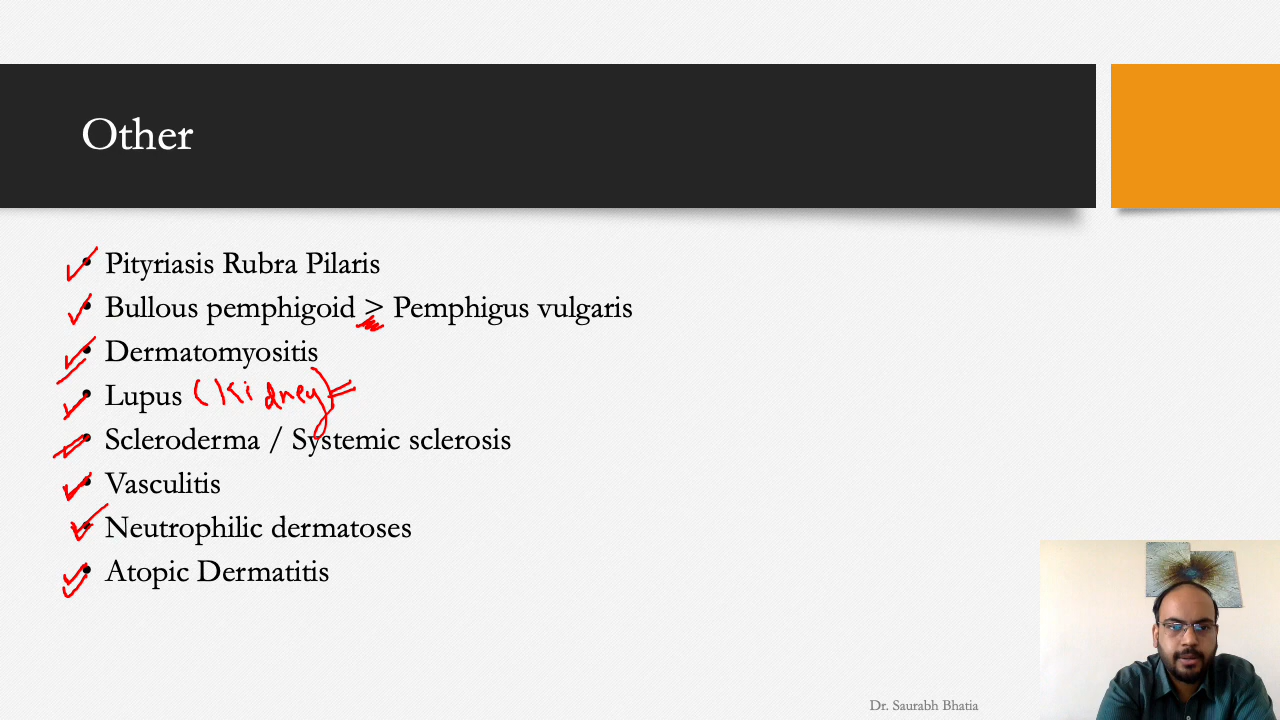 Other
• Pityriasis Rubra Pilaris
• Bullous pemphigoid > Pemphigus vulgaris
• Dermatomyositis
• Lupus (Kidney)
• Scleroderma / Systemic sclerosis
• Vasculitis
• Neutrophilic dermatoses
• Atopic Dermatitis
Dr. Saurabh Bhatia